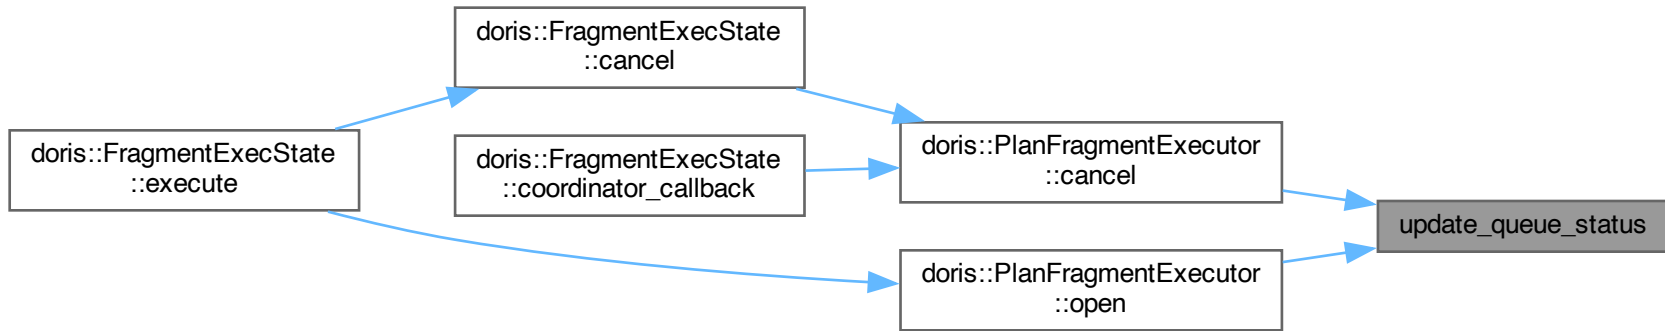 doris::FragmentExecState
::cancel
doris::FragmentExecState
::execute
doris::FragmentExecState
::coordinator_callback
doris::PlanFragmentExecutor
::cancel
doris::PlanFragmentExecutor
::open
update_queue_status